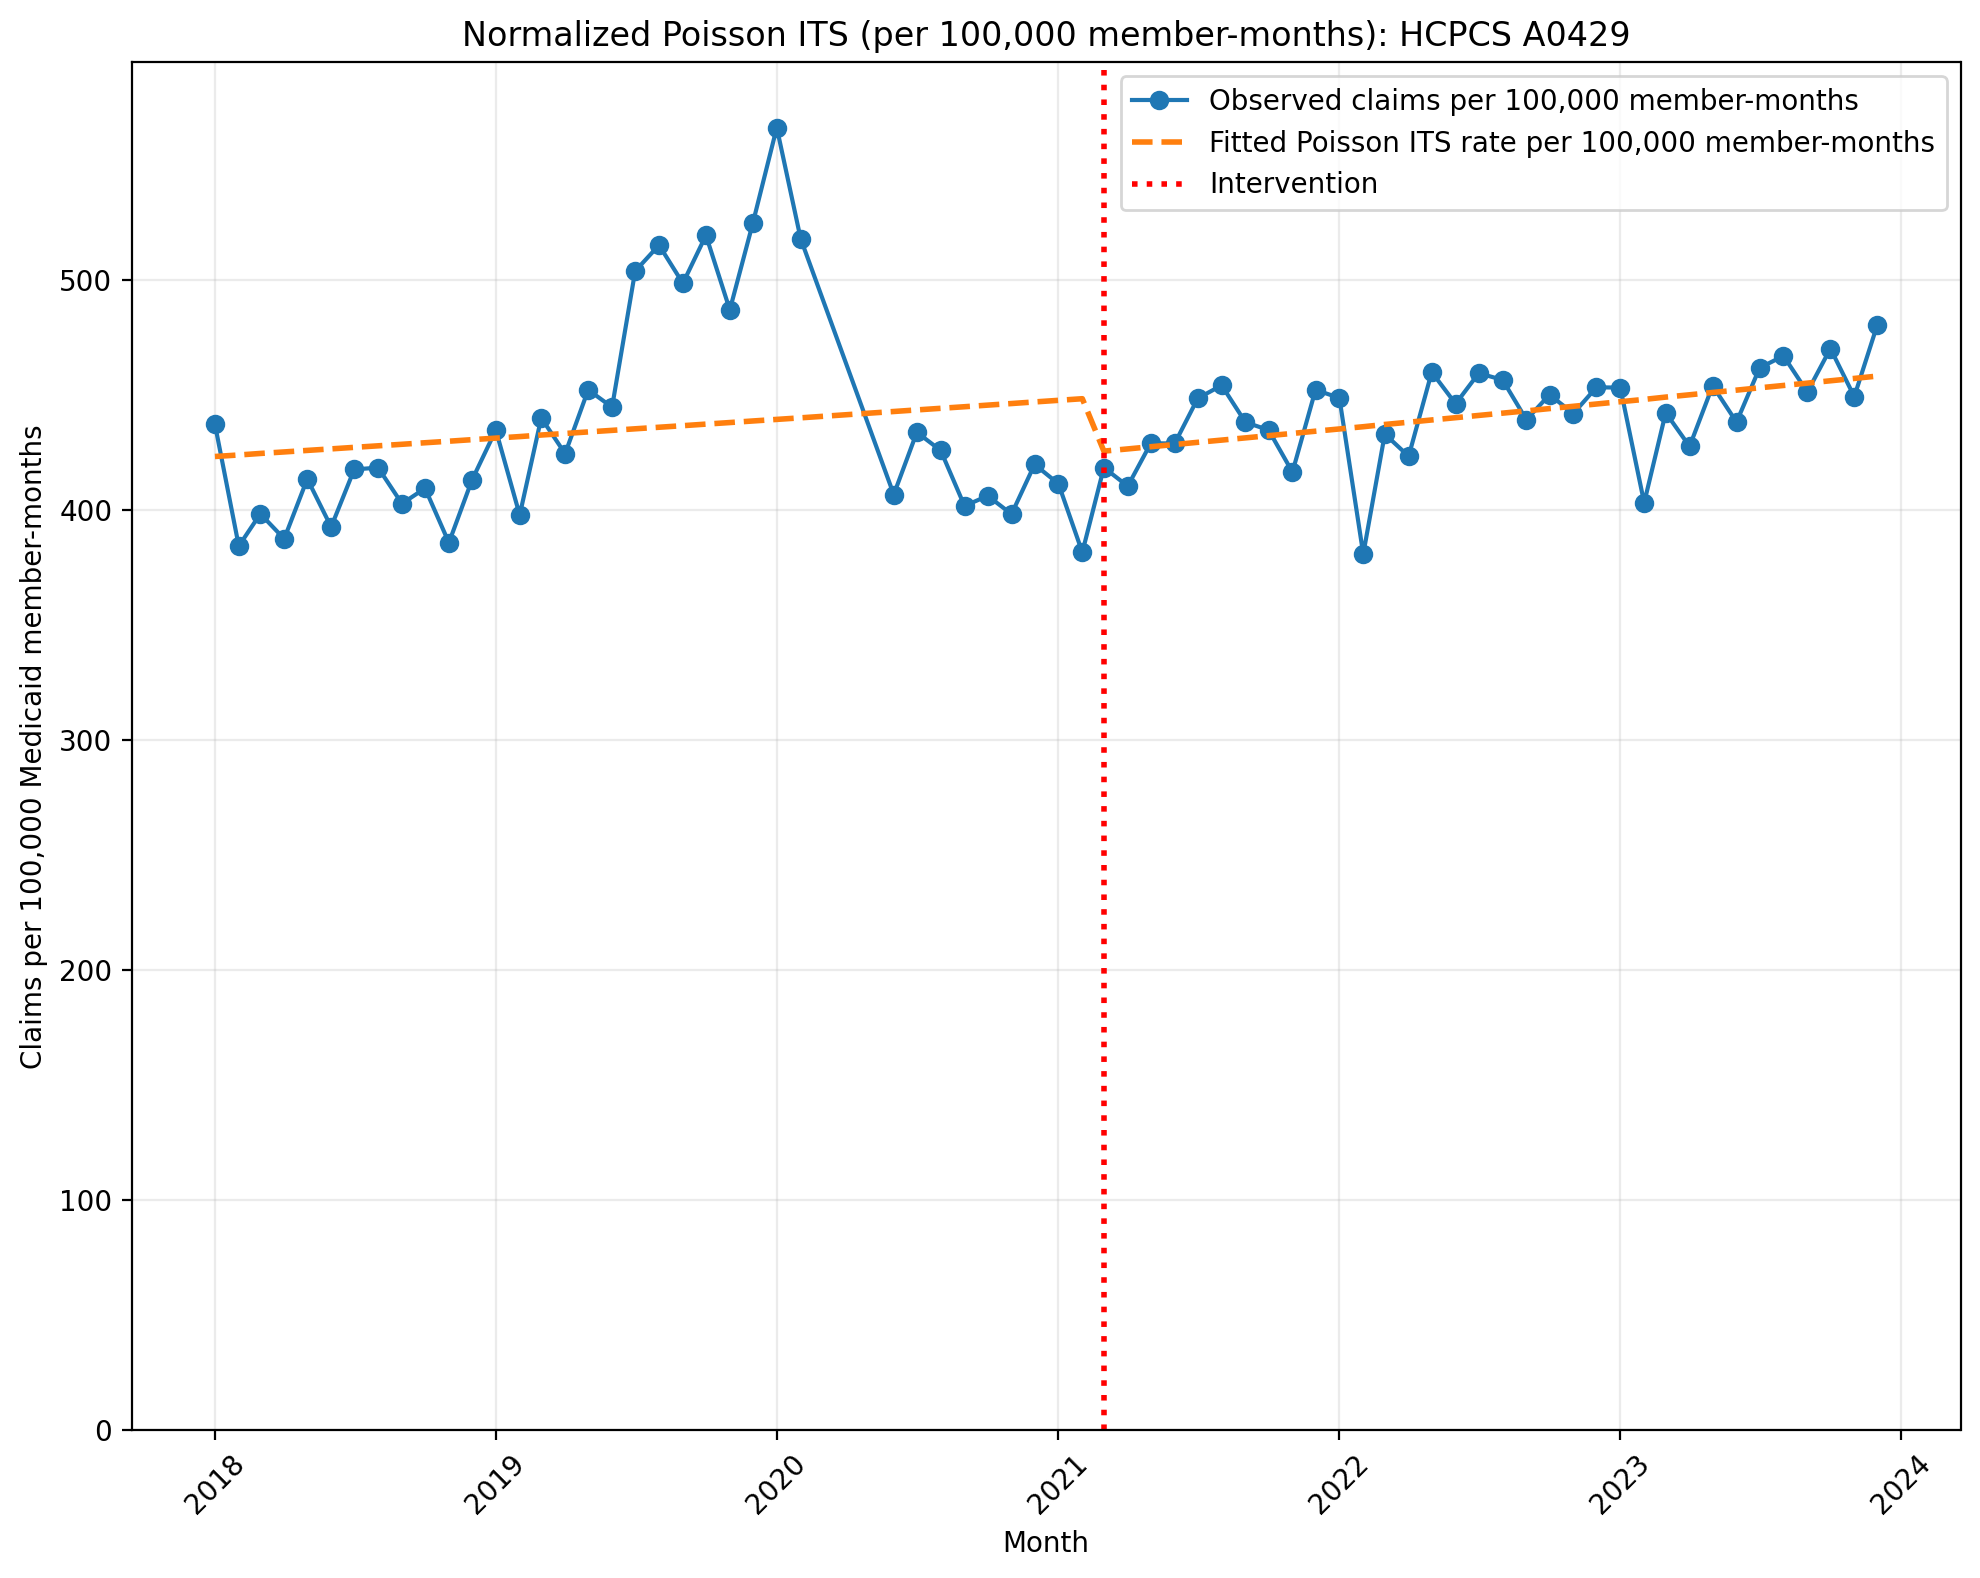 Normalized Poisson ITS (per 100,000 member-months): HCPCS A0429
Observed claims per 100,000 member-months
Fitted Poisson ITS rate per 100,000 member-months
Intervention
Claims per 100,000 Medicaid member-months
500
400
300
200
100
0
2018
2019
2020
2021
2022
2023
2024
Month